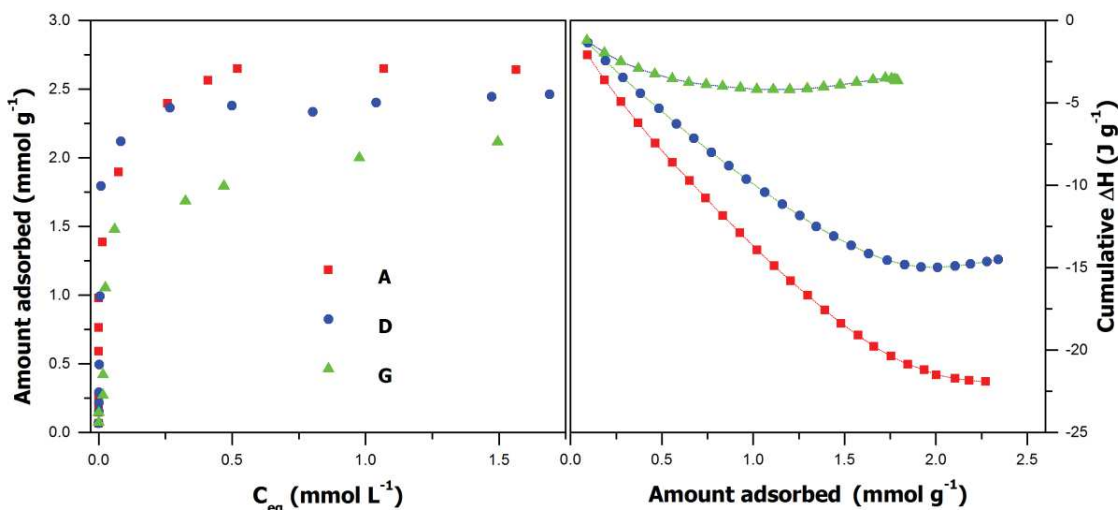 3.0
2.5
2.0
1.5
1.0
0.5
0.0
Amount adsorbed (mmol g⁻¹)
A
D
G
0.0 0.5 1.0 1.5
C_eq (mmol L⁻¹)
0
-5
-10
-15
-20
-25
Cumulative ΔH (J g⁻¹)
0.0 0.5 1.0 1.5 2.0 2.5
Amount adsorbed (mmol g⁻¹)